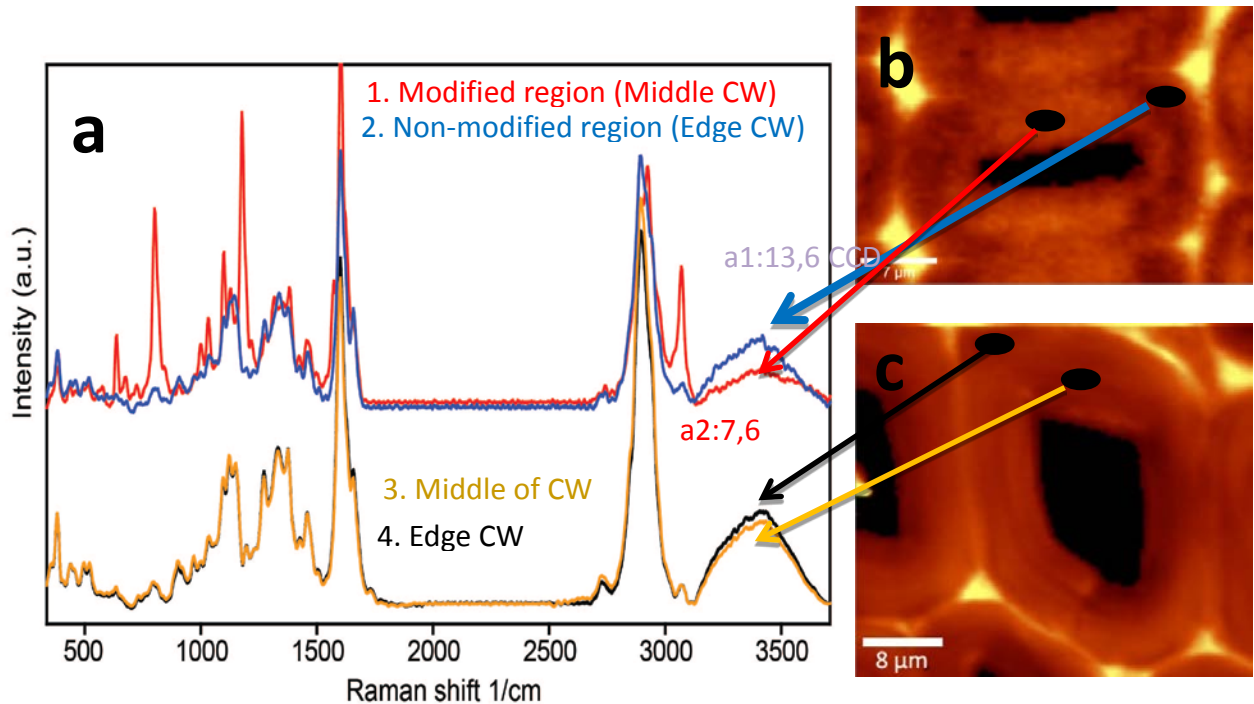 a
1. Modified region (Middle CW)
2. Non-modified region (Edge CW)
a1:13,6 CCD
a2:7,6
3. Middle of CW
4. Edge CW
Intensity (a.u.)
500 1000 1500 2000 2500 3000 3500
Raman shift 1/cm
b
7 µm
c
8 µm